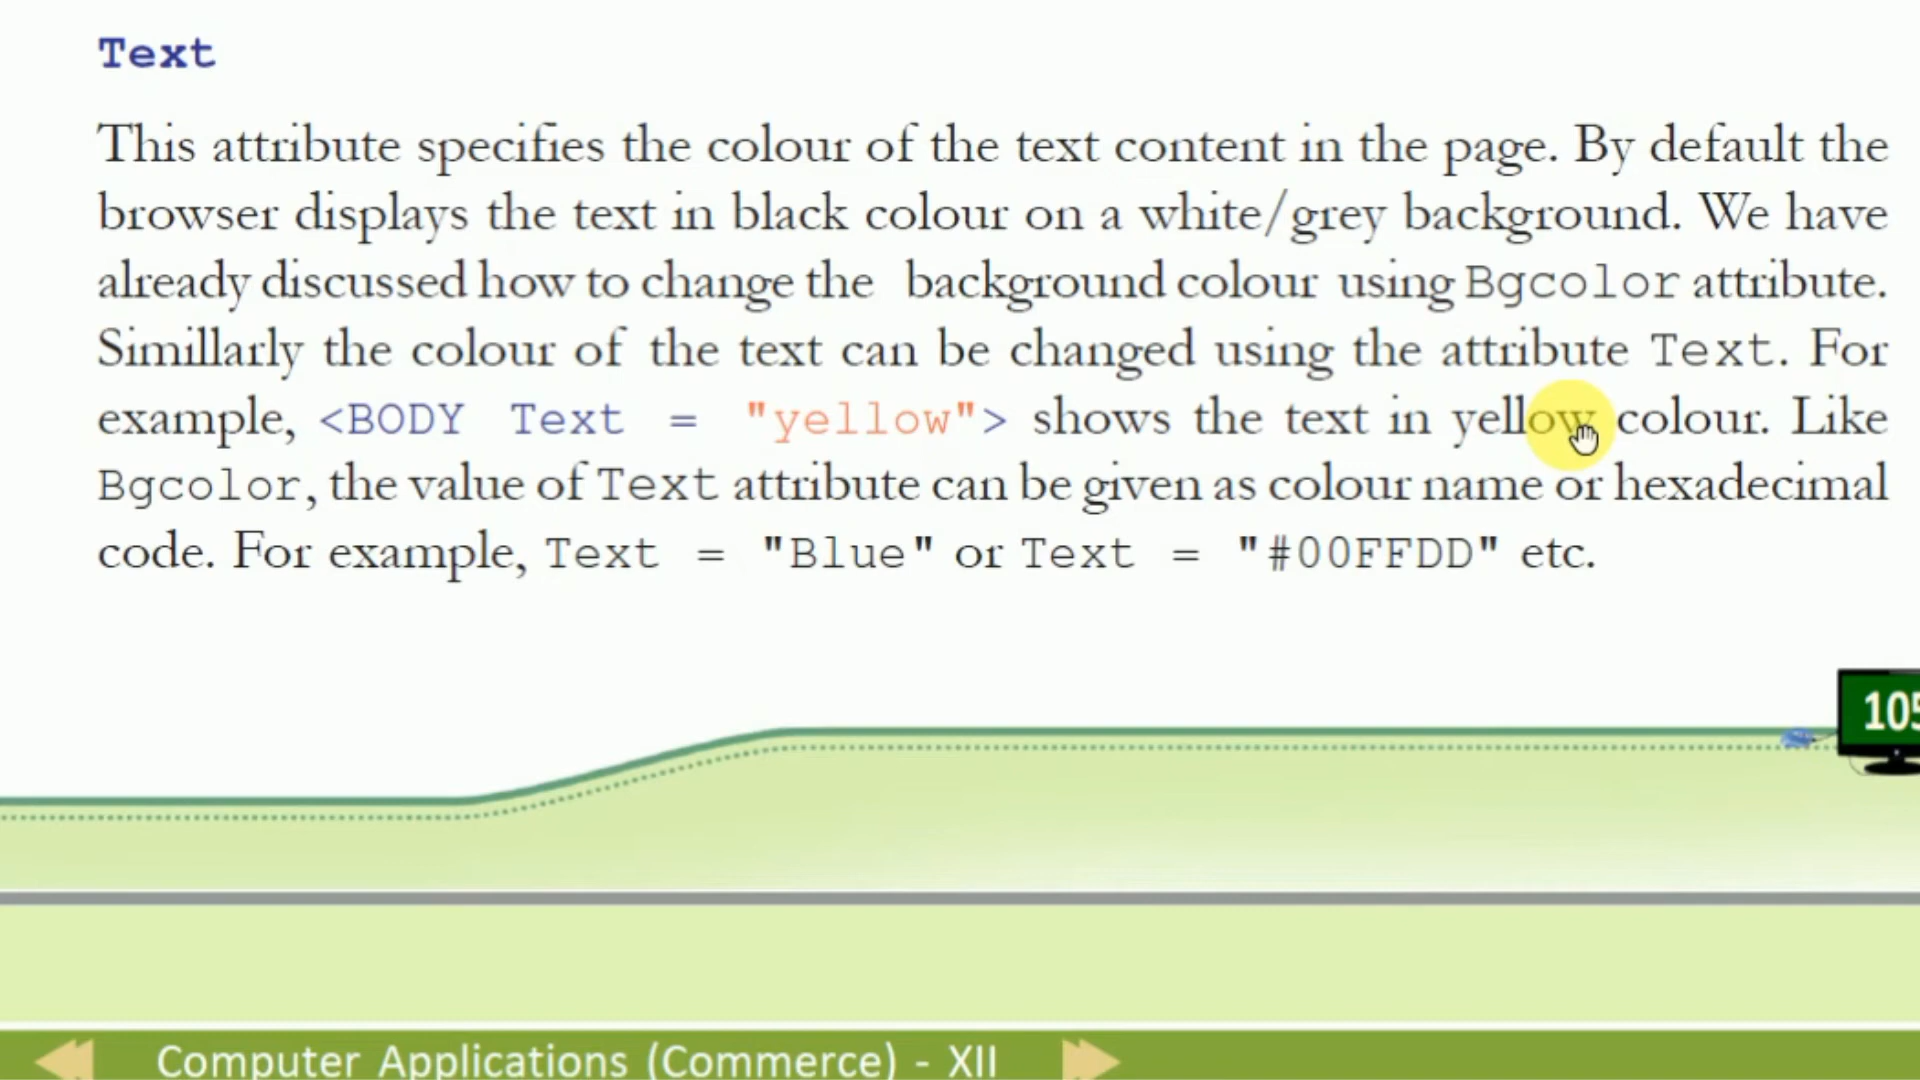 Text
This attribute specifies the colour of the text content in the page. By default the
browser displays the text in black colour on a white/grey background. We have
already discussed how to change the background colour using Bgcolor attribute.
Simillarly the colour of the text can be changed using the attribute Text. For
example, <BODY Text = "yellow"> shows the text in yellow colour. Like
Bgcolor, the value of Text attribute can be given as colour name or hexadecimal
code. For example, Text = "Blue" or Text = "#00FFDD" etc.
105
Computer Applications (Commerce) - XII